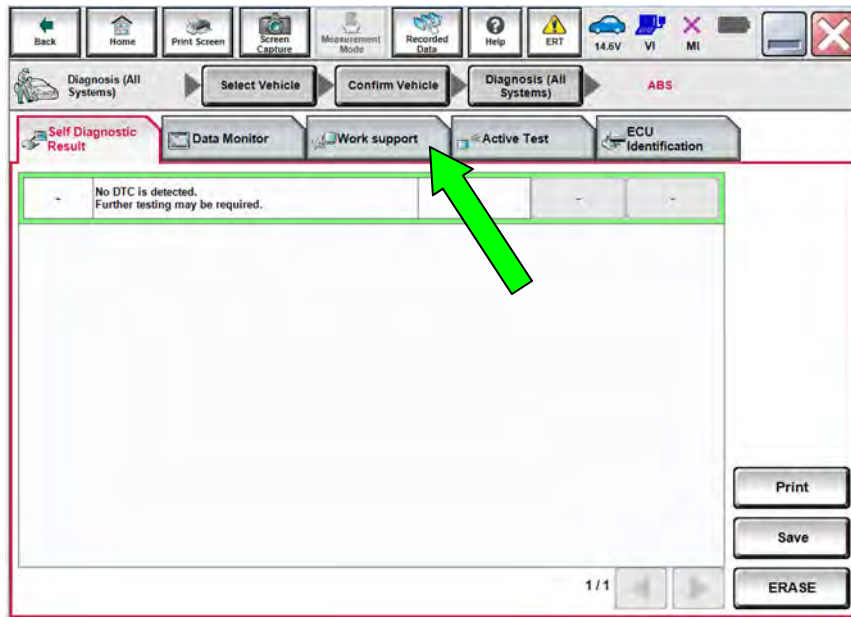 Back
Home
Print Screen
Screen
Capture
Measurement
Mode
Recorded
Data
Help
ERT
14.6V
VI
MI
Diagnosis (All
Systems)
Select Vehicle
Confirm Vehicle
Diagnosis (All
Systems)
ABS
Self Diagnostic
Result
Data Monitor
Work support
Active Test
ECU
Identification
-
No DTC is detected.
Further testing may be required.
-
-
Print
Save
1/1
ERASE